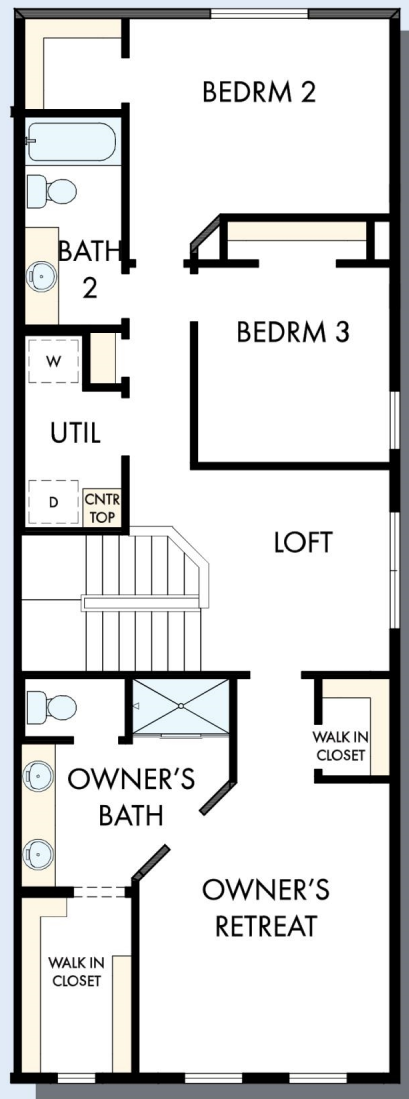 BEDRM 2
BATH
2
BEDRM 3
W
UTIL
D
CNTR
TOP
LOFT
WALK IN
CLOSET
OWNER'S
BATH
OWNER'S
RETREAT
WALK IN
CLOSET